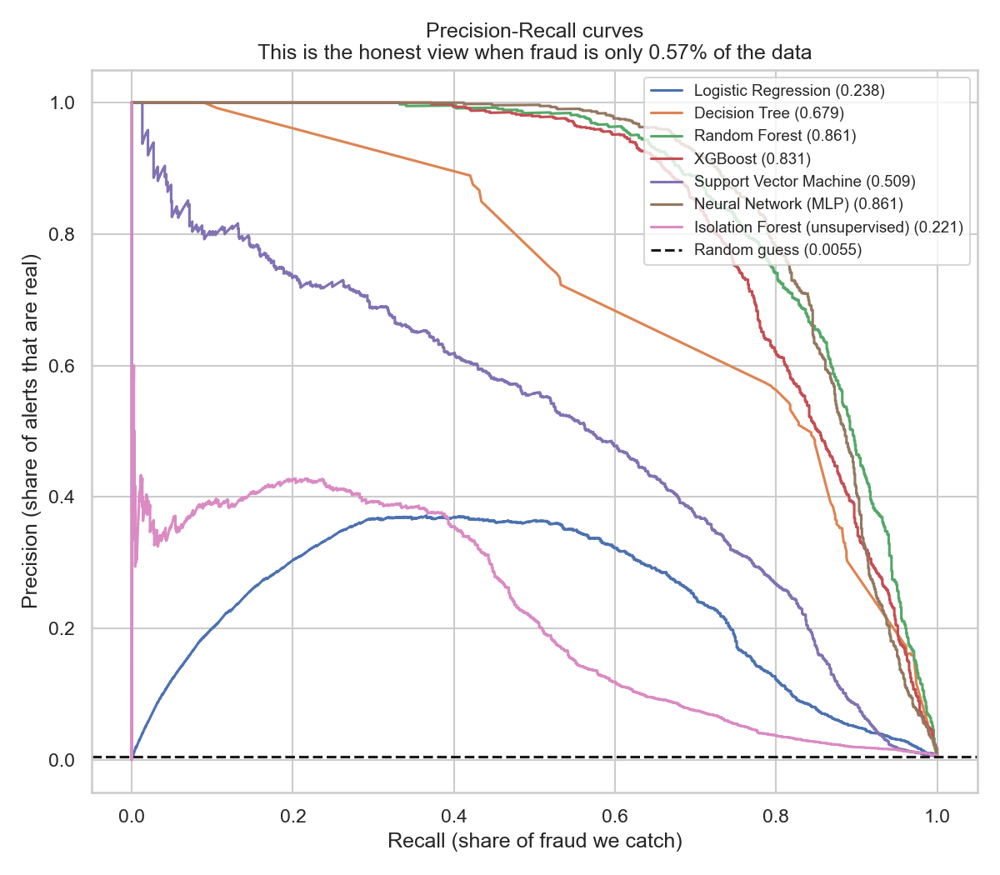 Precision-Recall curves
This is the honest view when fraud is only 0.57% of the data
Precision (share of alerts that are real)
1.0
0.8
0.6
0.4
0.2
0.0
Logistic Regression (0.238)
Decision Tree (0.679)
Random Forest (0.861)
XGBoost (0.831)
Support Vector Machine (0.509)
Neural Network (MLP) (0.861)
Isolation Forest (unsupervised) (0.221)
Random guess (0.0055)
0.0 0.2 0.4 0.6 0.8 1.0
Recall (share of fraud we catch)